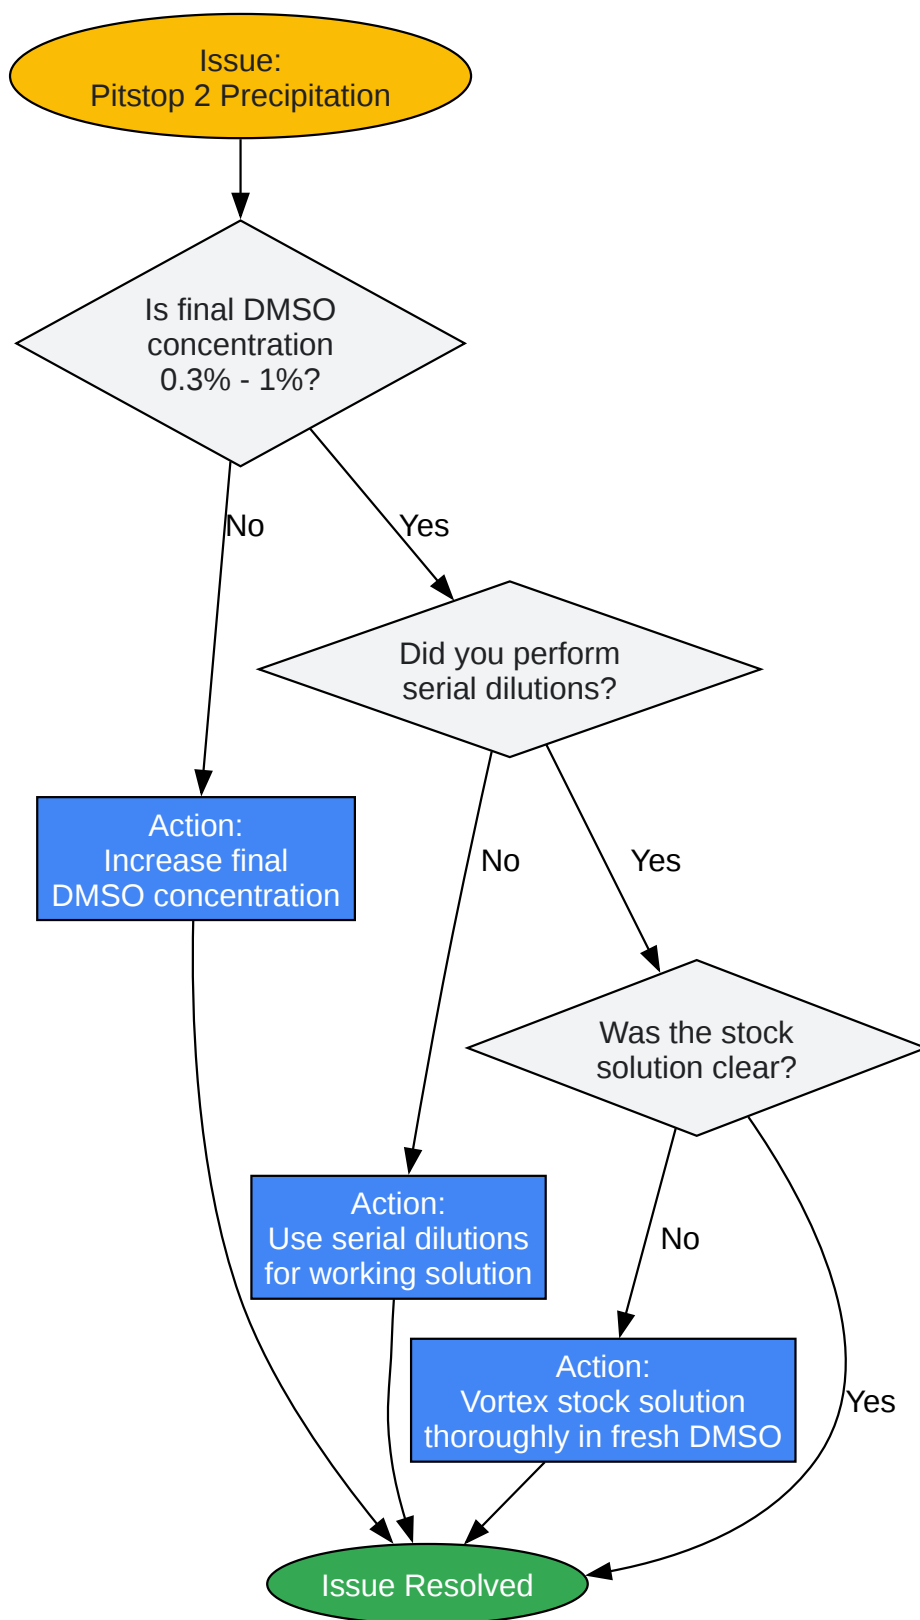 Issue:
Pitstop 2 Precipitation
Is final DMSO
concentration
0.3% - 1%?
No
Yes
Did you perform
serial dilutions?
Action:
Increase final
DMSO concentration
No
Yes
Was the stock
solution clear?
Action:
Use serial dilutions
for working solution
No
Action:
Vortex stock solution
thoroughly in fresh DMSO
Yes
Issue Resolved